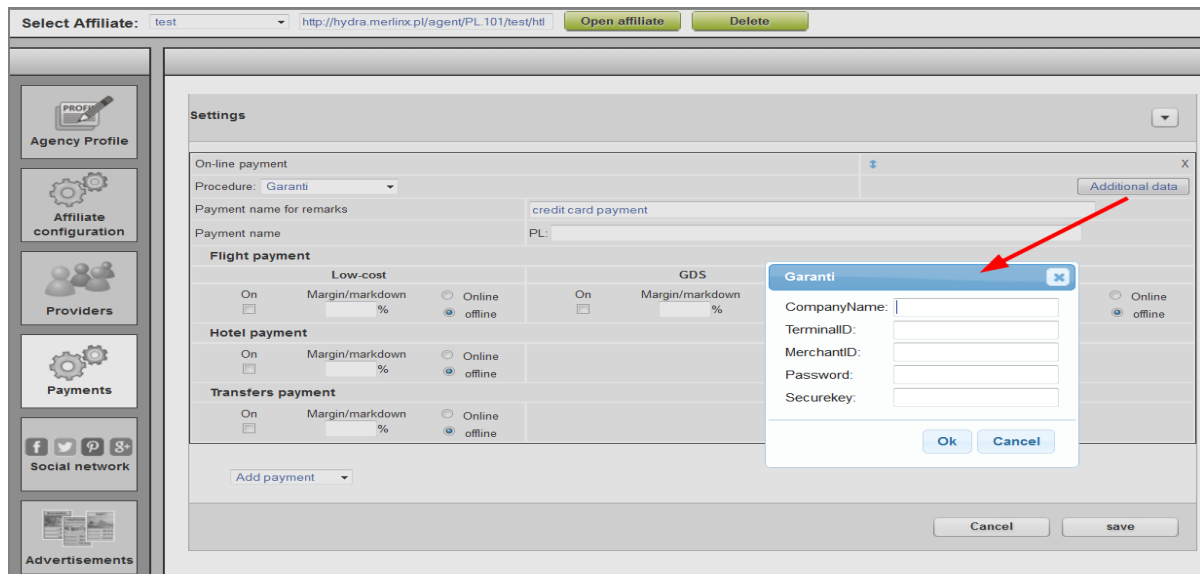 Select Affiliate: test http://hydra.merlinx.pl/agent/PL.101/test/htl Open affiliate Delete
PROFI
Agency Profile
Affiliate
configuration
Providers
Payments
f P g+
Social network
Advertisements
Settings
On-line payment X
Procedure: Garanti Additional data
Payment name for remarks credit card payment
Payment name PL:
Flight payment
Low-cost GDS
On Margin/markdown Online On Margin/markdown Online
% offline % offline
Hotel payment
On Margin/markdown Online
% offline
Transfers payment
On Margin/markdown Online
% offline
Add payment
Cancel save
Garanti
CompanyName:
TerminalID:
MerchantID:
Password:
Securekey:
Ok Cancel